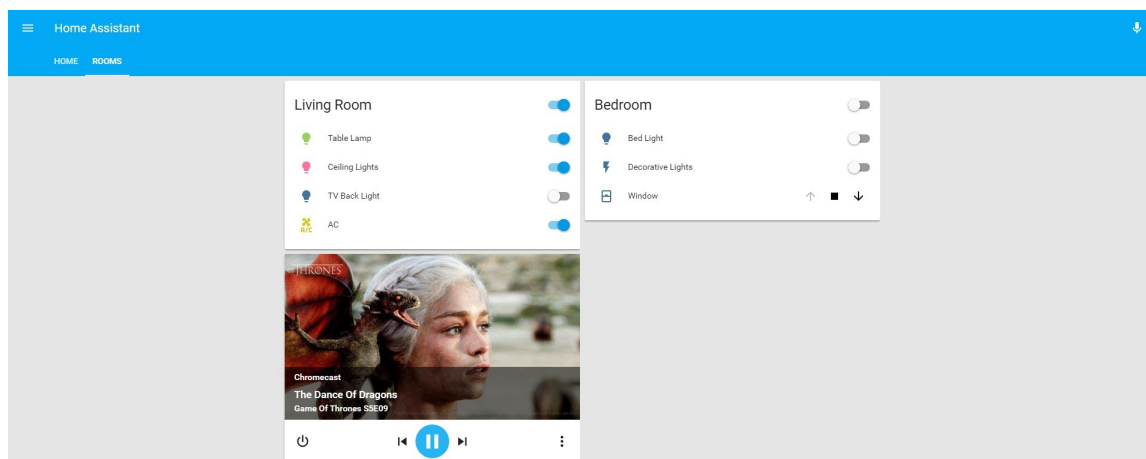 Home Assistant
HOME ROOMS
Living Room
Table Lamp
Ceiling Lights
TV Back Light
A/C AC
Bedroom
Bed Light
Decorative Lights
Window
THRONES
Chromecast
The Dance Of Dragons
Game Of Thrones S5E09